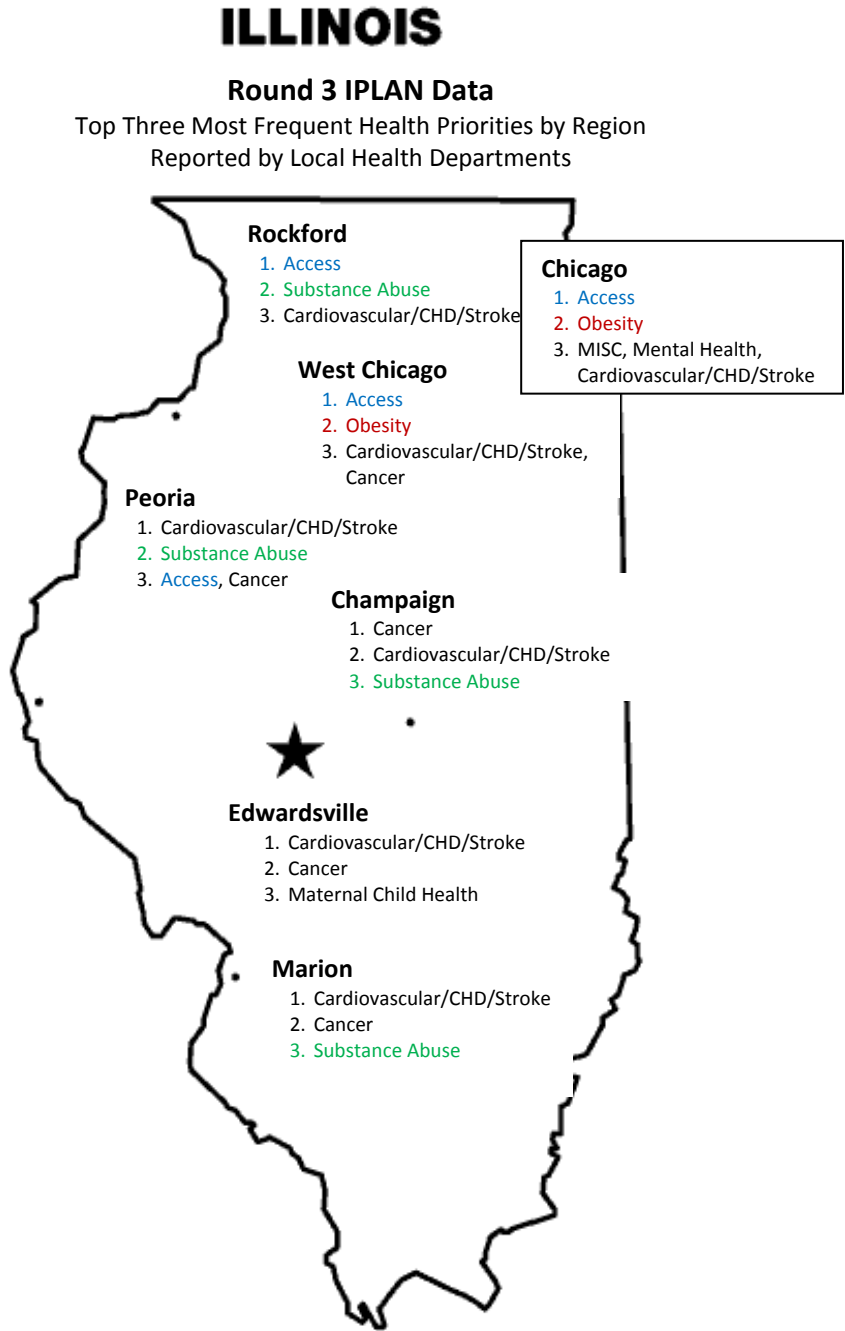 ILLINOIS
Round 3 IPLAN Data
Top Three Most Frequent Health Priorities by Region
Reported by Local Health Departments
Rockford
1. Access
2. Substance Abuse
3. Cardiovascular/CHD/Stroke
Chicago
1. Access
2. Obesity
3. MISC, Mental Health,
Cardiovascular/CHD/Stroke
West Chicago
1. Access
2. Obesity
3. Cardiovascular/CHD/Stroke,
Cancer
Peoria
1. Cardiovascular/CHD/Stroke
2. Substance Abuse
3. Access, Cancer
Champaign
1. Cancer
2. Cardiovascular/CHD/Stroke
3. Substance Abuse
Edwardsville
1. Cardiovascular/CHD/Stroke
2. Cancer
3. Maternal Child Health
Marion
1. Cardiovascular/CHD/Stroke
2. Cancer
3. Substance Abuse